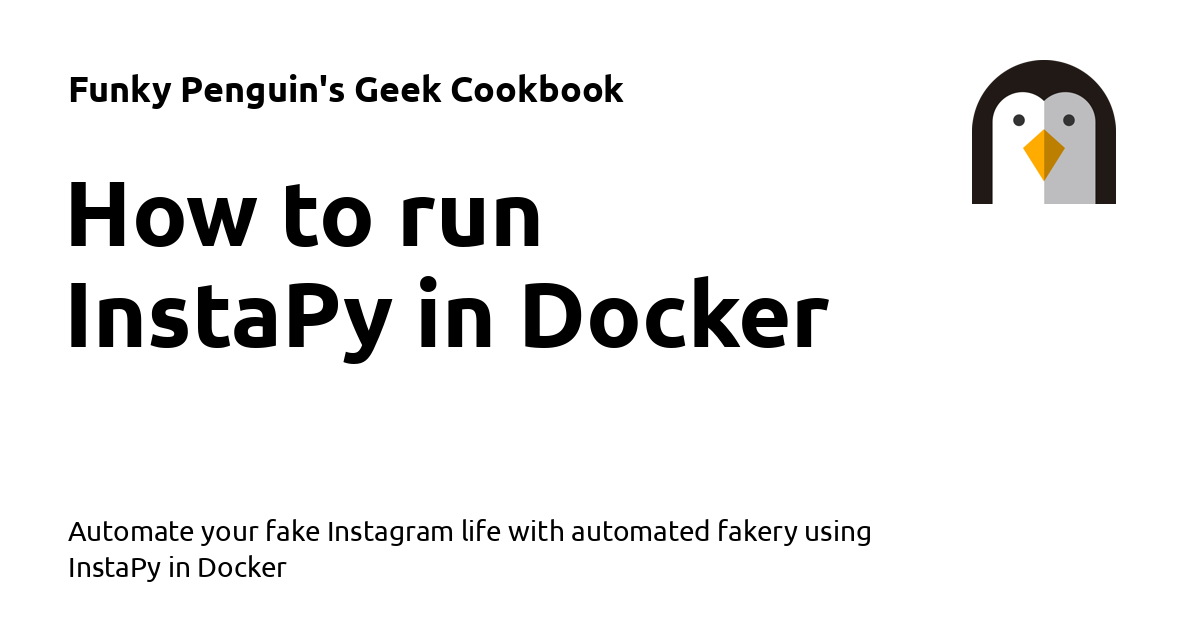 Funky Penguin's Geek Cookbook
How to run
InstaPy in Docker
Automate your fake Instagram life with automated fakery using
InstaPy in Docker